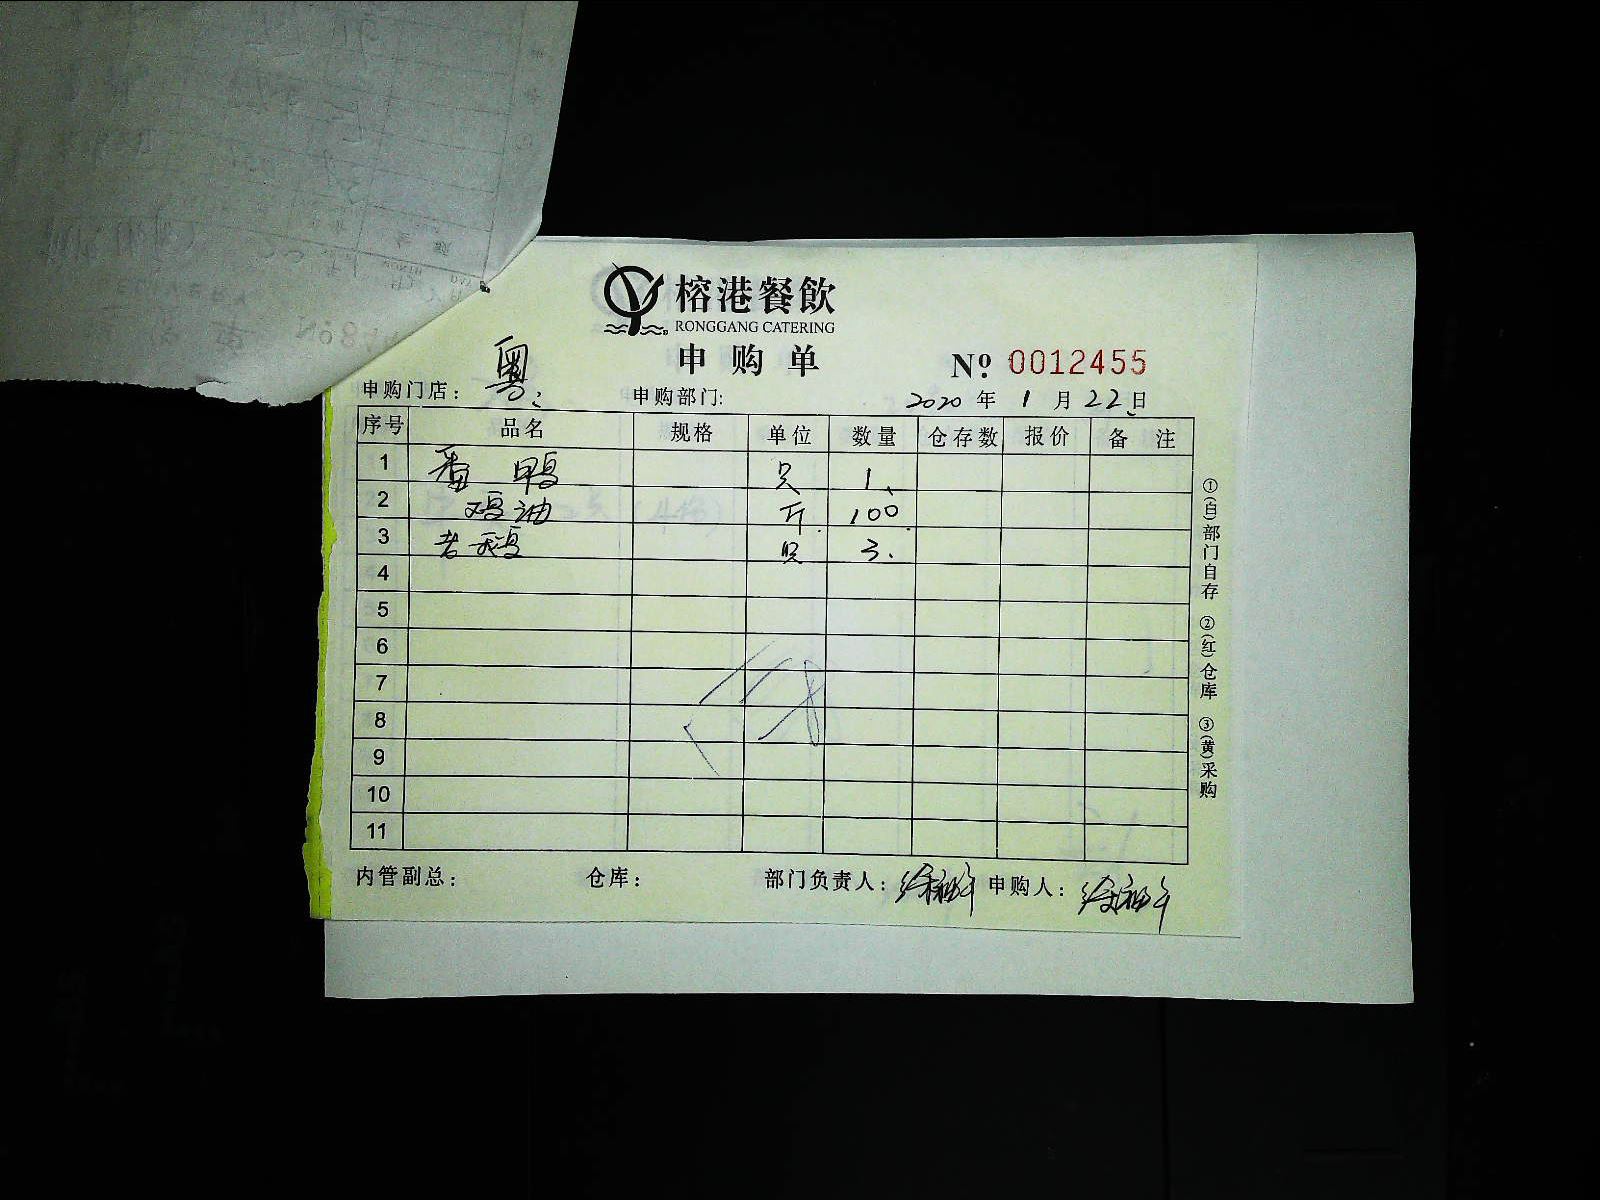 榕港餐飲
RONGGANG CATERING
申购单
Nº 0012455
申购门店：粤
申购部门:
2020 年 1 月 22 日
序号 品名 规格 单位 数量 仓存数 报价 备 注
1 番 鸭 只 1、
2 鸡油 斤 100
3 老鸡 只 3.
4
5
6
7
8
9
10
11
①(白)部门自存 ②(红)仓库 ③(黄)采购
内管副总： 仓库： 部门负责人： 申购人：